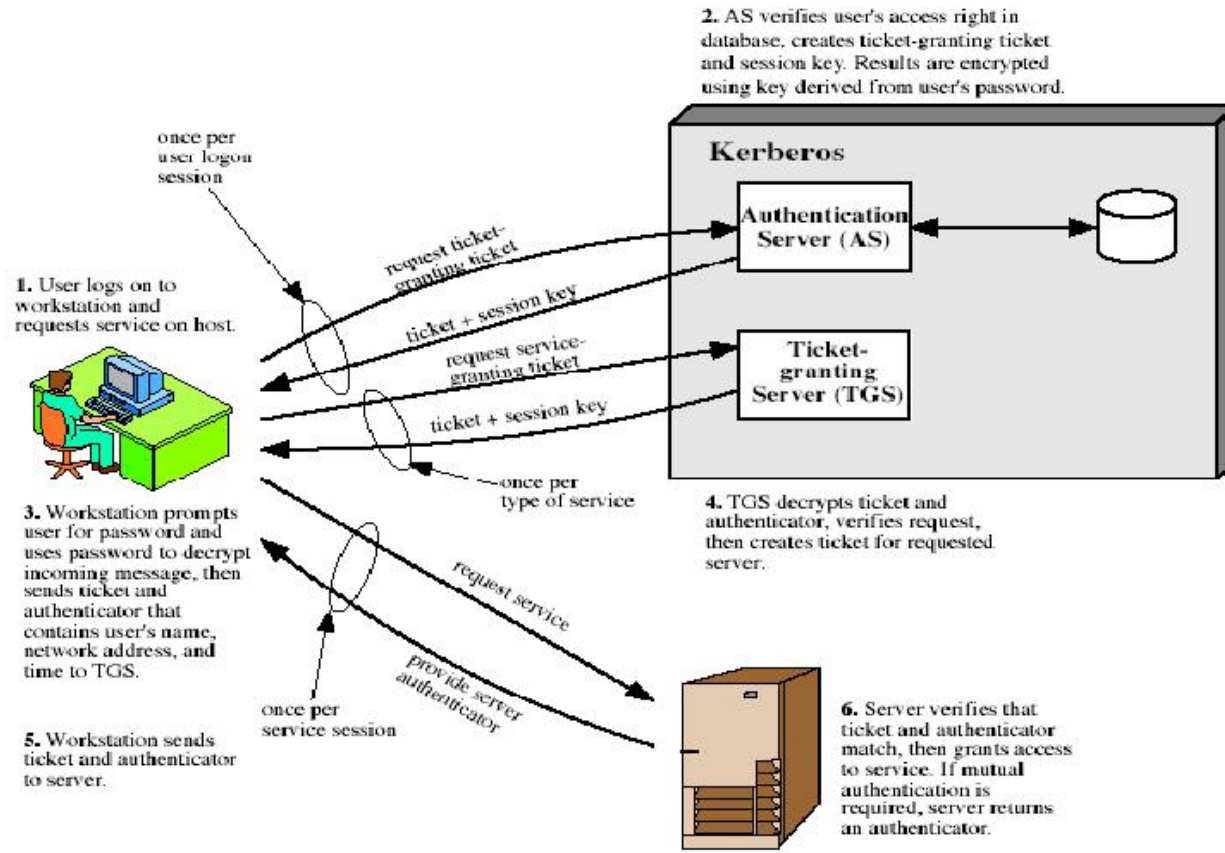 2. AS verifies user's access right in
database, creates ticket-granting ticket
and session key. Results are encrypted
using key derived from user's password.
once per
user logon
session
Kerberos
Authentication
Server (AS)
request ticket-
granting ticket
1. User logs on to
workstation and
requests service on host.
ticket + session key
request service-
granting ticket
Ticket-
granting
Server (TGS)
ticket + session key
once per
type of service
4. TGS decrypts ticket and
authenticator, verifies request,
then creates ticket for requested
server.
3. Workstation prompts
user for password and
uses password to decrypt
incoming message, then
sends ticket and
authenticator that
contains user's name,
network address, and
time to TGS.
request service
provide server
authenticator
once per
service session
5. Workstation sends
ticket and authenticator
to server.
6. Server verifies that
ticket and authenticator
match, then grants access
to service. If mutual
authentication is
required, server returns
an authenticator.